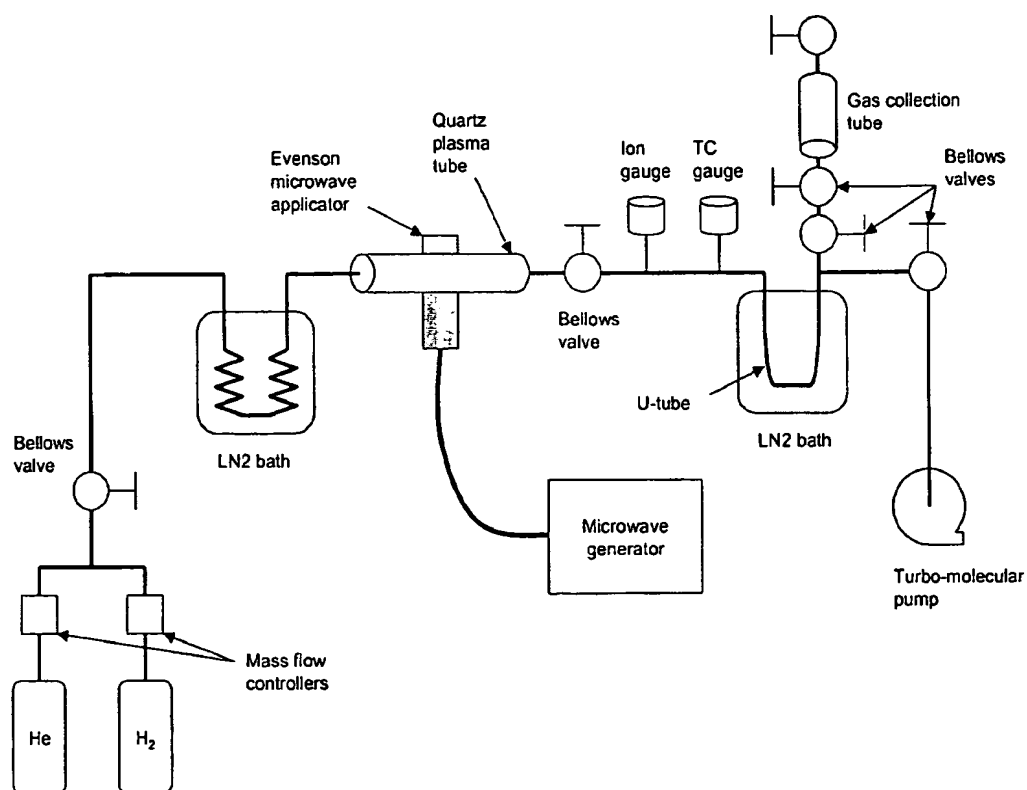 Gas collection
tube
Quartz
plasma
tube
Evenson
microwave
applicator
Ion
gauge
TC
gauge
Bellows
valves
Bellows
valve
U-tube
LN2 bath
LN2 bath
Bellows
valve
Microwave
generator
Turbo-molecular
pump
Mass flow
controllers
He
H₂